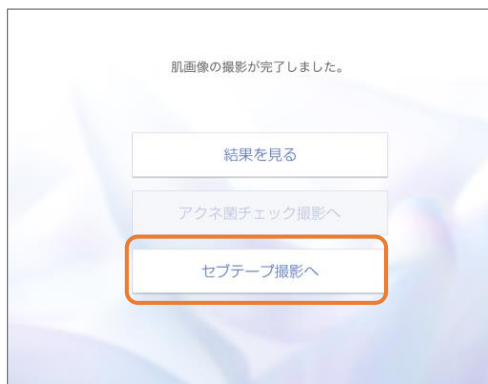 肌画像の撮影が完了しました。
結果を見る
アクネ菌チェック撮影へ
セブテープ撮影へ